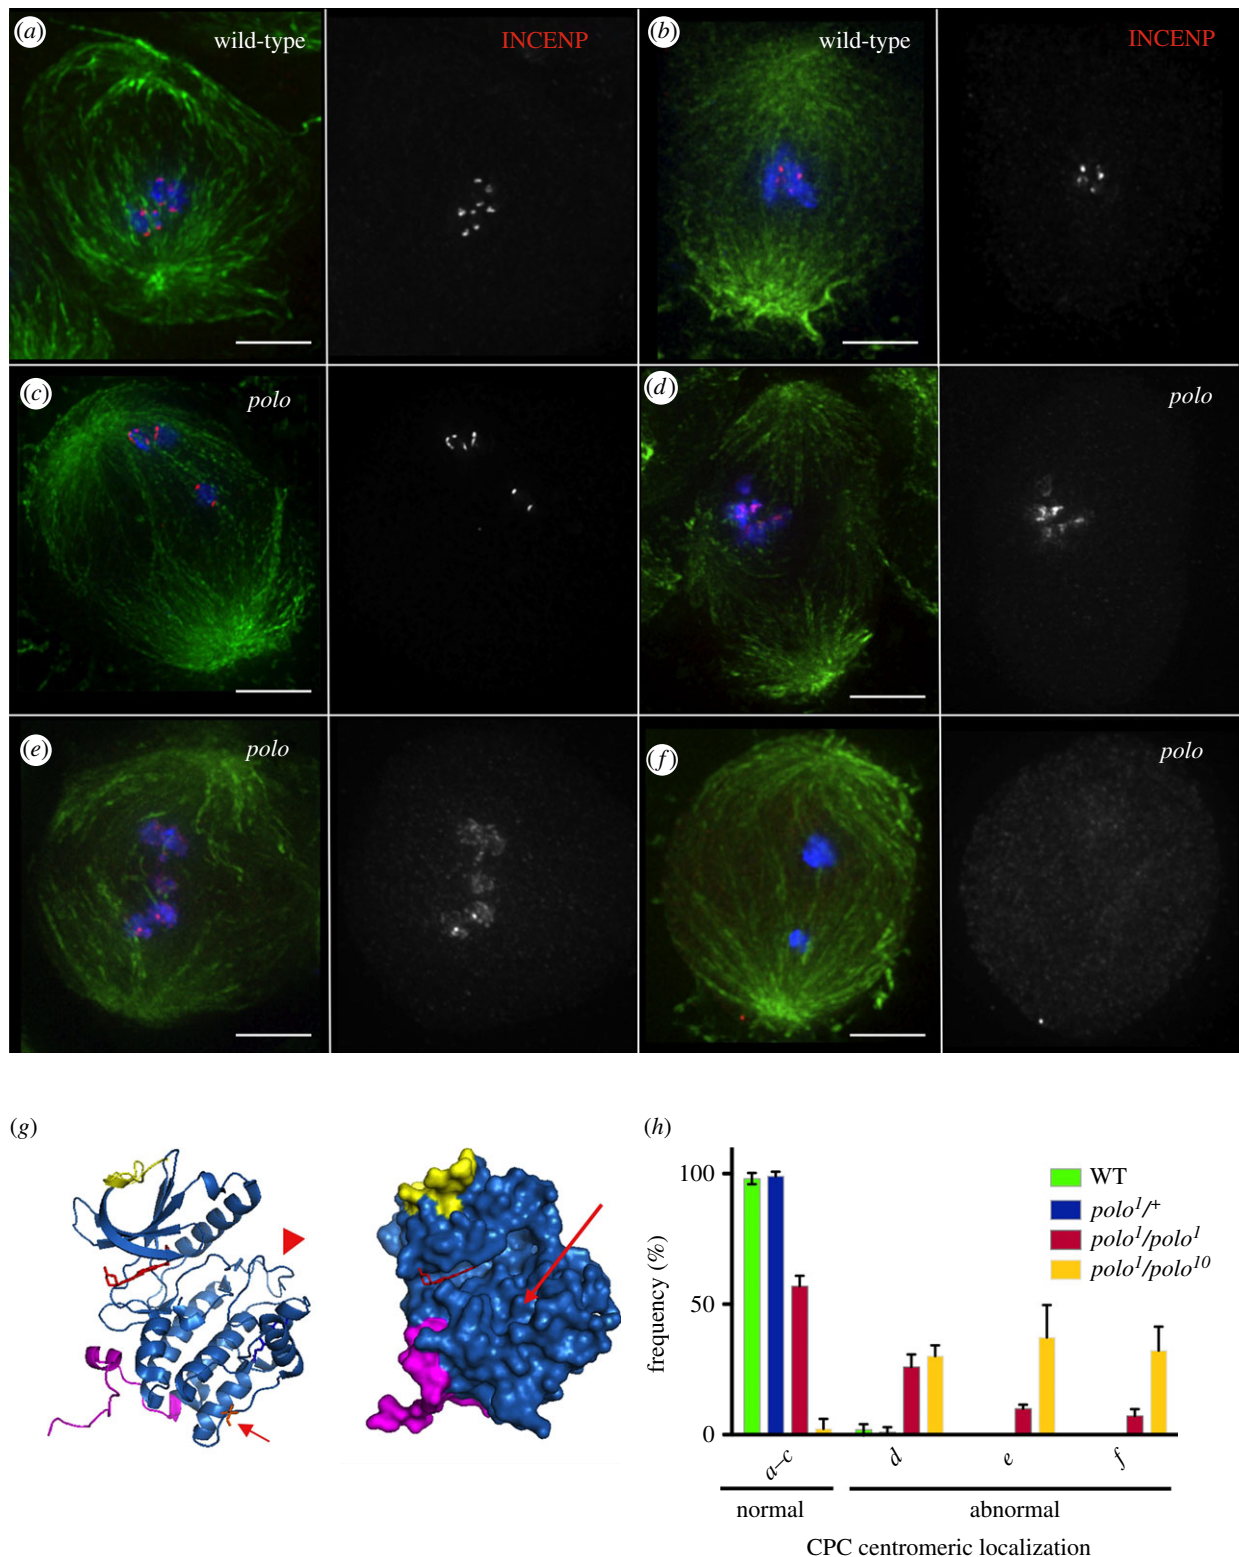 (a)
wild-type
INCENP
(b)
wild-type
INCENP
(c)
polo
(d)
polo
(e)
polo
(f)
polo
(g)
(h)
100
50
0
frequency (%)
WT
polo¹/⁺
polo¹/polo¹
polo¹/polo¹⁰
a–c
d
e
f
normal
abnormal
CPC centromeric localization